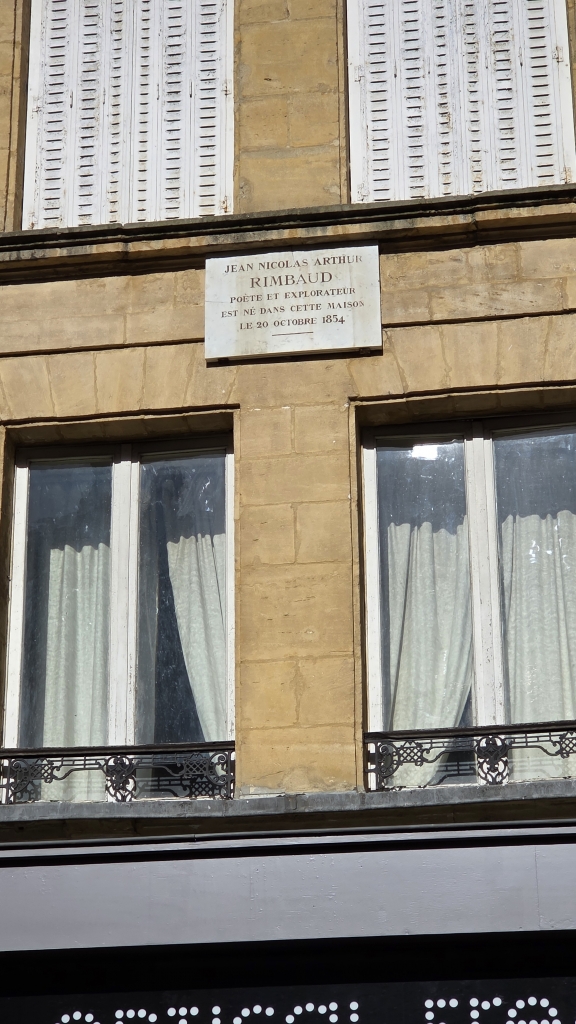 JEAN NICOLAS ARTHUR
RIMBAUD
POÈTE ET EXPLORATEUR
EST NÉ DANS CETTE MAISON
LE 20 OCTOBRE 1854